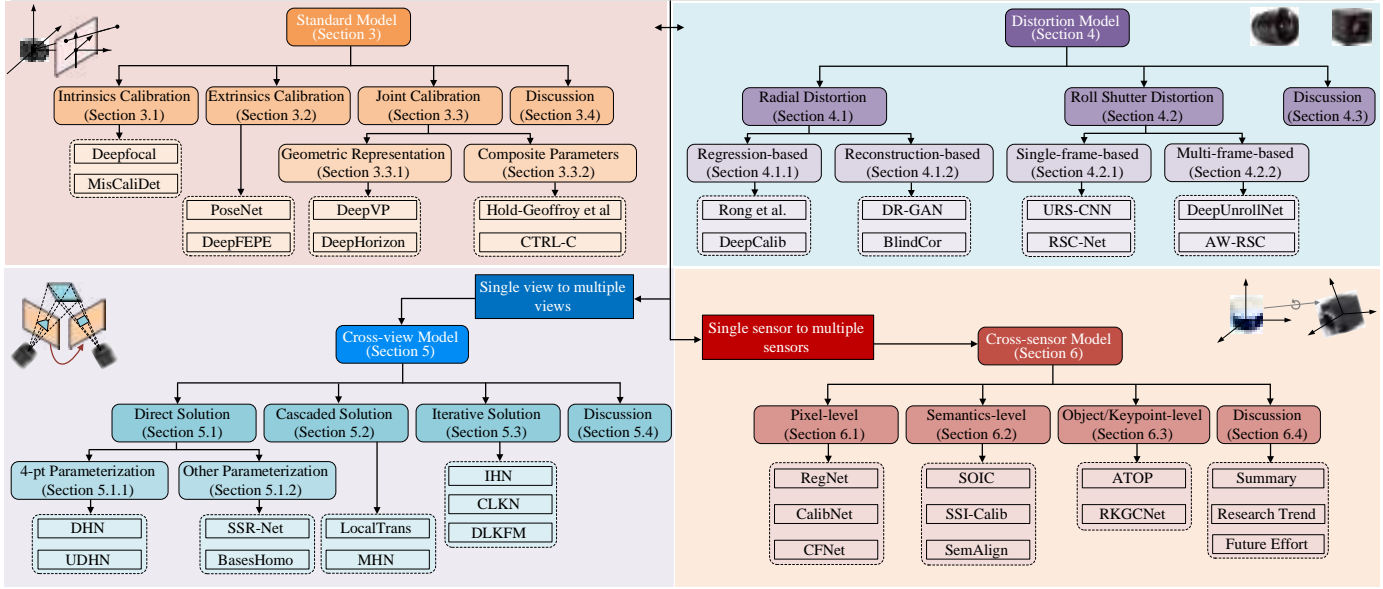 Standard Model
(Section 3)
Intrinsics Calibration
(Section 3.1)
Extrinsics Calibration
(Section 3.2)
Joint Calibration
(Section 3.3)
Discussion
(Section 3.4)
Deepfocal
MisCaliDet
Geometric Representation
(Section 3.3.1)
Composite Parameters
(Section 3.3.2)
PoseNet
DeepFEPE
DeepVP
DeepHorizon
Hold-Geoffroy et al
CTRL-C
Distortion Model
(Section 4)
Radial Distortion
(Section 4.1)
Roll Shutter Distortion
(Section 4.2)
Discussion
(Section 4.3)
Regression-based
(Section 4.1.1)
Reconstruction-based
(Section 4.1.2)
Single-frame-based
(Section 4.2.1)
Multi-frame-based
(Section 4.2.2)
Rong et al.
DeepCalib
DR-GAN
BlindCor
URS-CNN
RSC-Net
DeepUnrollNet
AW-RSC
Single view to multiple
views
Cross-view Model
(Section 5)
Direct Solution
(Section 5.1)
Cascaded Solution
(Section 5.2)
Iterative Solution
(Section 5.3)
Discussion
(Section 5.4)
4-pt Parameterization
(Section 5.1.1)
Other Parameterization
(Section 5.1.2)
DHN
UDHN
SSR-Net
BasesHomo
LocalTrans
MHN
IHN
CLKN
DLKFM
Single sensor to multiple
sensors
Cross-sensor Model
(Section 6)
Pixel-level
(Section 6.1)
Semantics-level
(Section 6.2)
Object/Keypoint-level
(Section 6.3)
Discussion
(Section 6.4)
RegNet
CalibNet
CFNet
SOIC
SSI-Calib
SemAlign
ATOP
RKGCNet
Summary
Research Trend
Future Effort